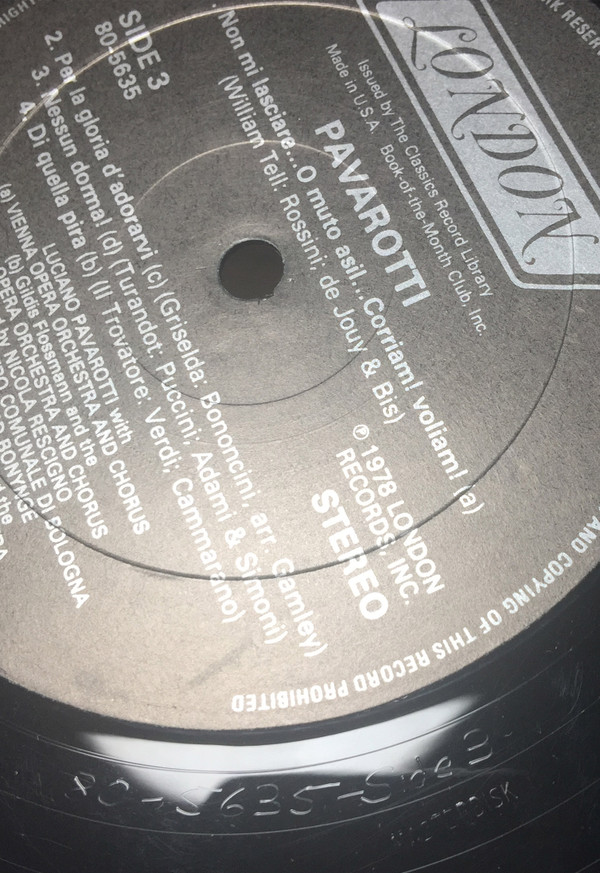 LONDON
Issued by The Classics Record Library
Book-of-the-Month Club, Inc.
Made in U.S.A.
PAVAROTTI
SIDE 3
80-5635
℗ 1978 LONDON
RECORDS, INC.
STEREO
Non mi lasciare...O muto asil...Corriam! voliam! (a)
(William Tell: Rossini; de Jouy & Bis)
2. Per la gloria d'adorarvi (c) (Griselda: Bononcini, arr. Gamley)
3. Nessun dorma! (d) (Turandot: Puccini; Adami & Simoni)
4. Di quella pira (b) (Il Trovatore: Verdi; Cammarano)
LUCIANO PAVAROTTI with
(a) VIENNA OPERA ORCHESTRA AND CHORUS
(b) Gildis Flossmann and the
OPERA ORCHESTRA AND CHORUS
by NICOLA RESCIGNO
COMUNALE DI BOLOGNA
BONYNGE
the
AND COPYING OF THIS RECORD PROHIBITED
80-5635-Side 3